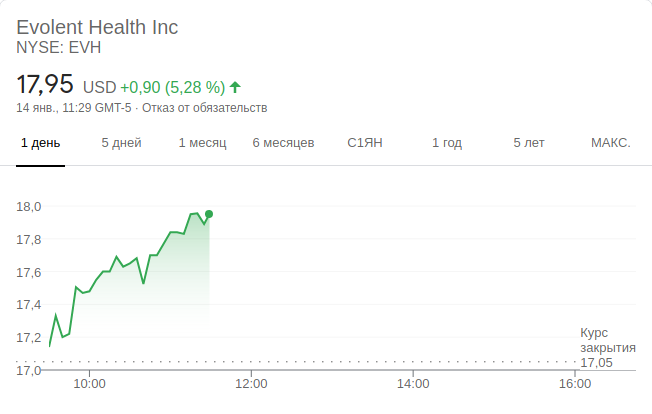 Evolent Health Inc
NYSE: EVH
17,95 USD +0,90 (5,28 %)
14 янв., 11:29 GMT-5 · Отказ от обязательств
1 день 5 дней 1 месяц 6 месяцев С1ЯН 1 год 5 лет МАКС.
18,0
17,8
17,6
17,4
17,2
17,0
Курс
закрытия
17,05
10:00 12:00 14:00 16:00